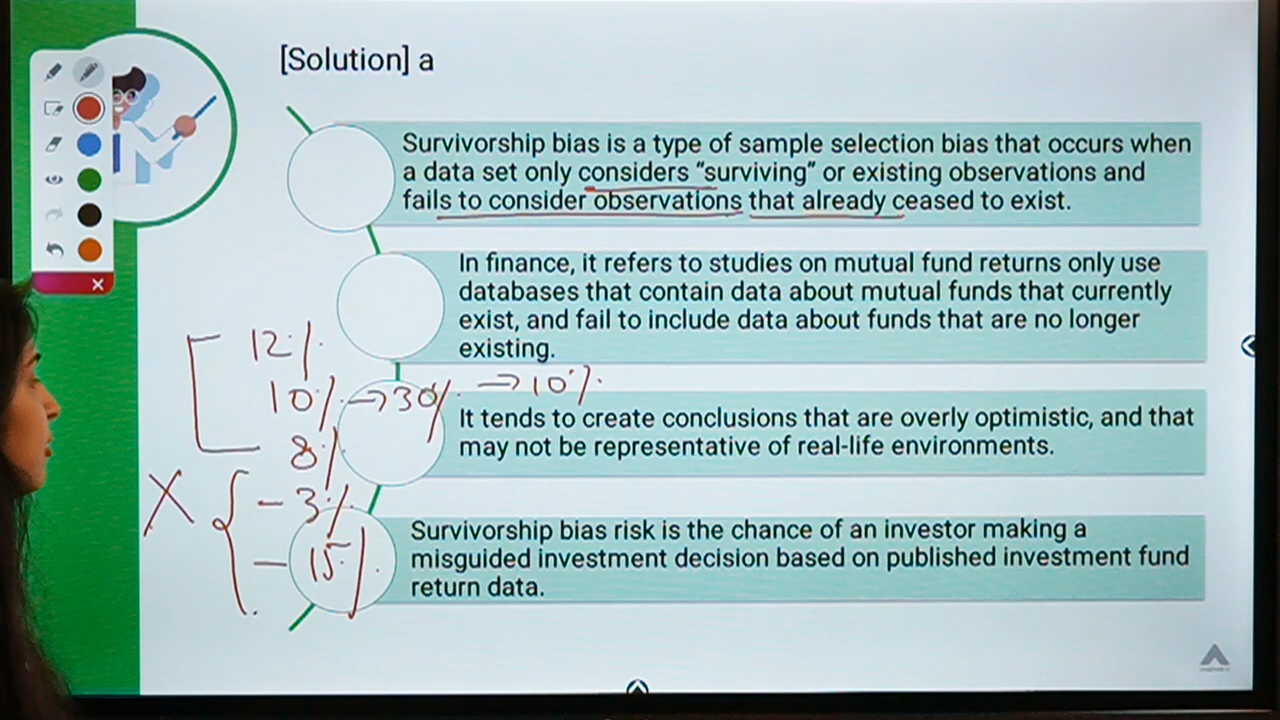 [Solution] a
Survivorship bias is a type of sample selection bias that occurs when
a data set only considers “surviving” or existing observations and
fails to consider observations that already ceased to exist.
In finance, it refers to studies on mutual fund returns only use
databases that contain data about mutual funds that currently
exist, and fail to include data about funds that are no longer
existing.
12%
10% → 30% → 10%
8%
It tends to create conclusions that are overly optimistic, and that
may not be representative of real-life environments.
X { - 3%
- 15%
Survivorship bias risk is the chance of an investor making a
misguided investment decision based on published investment fund
return data.